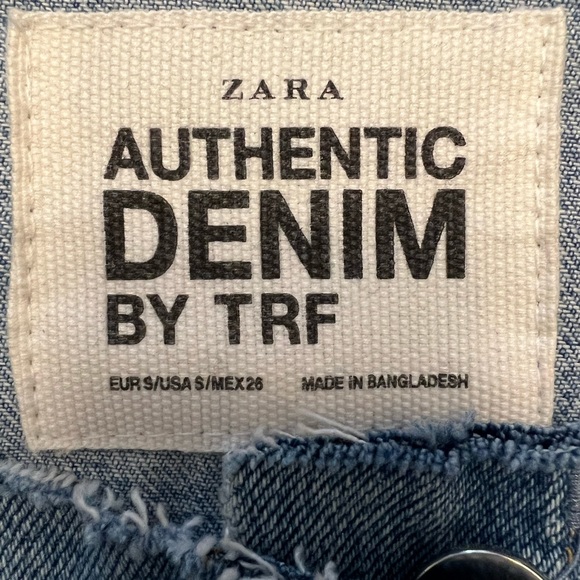 ZARA
AUTHENTIC
DENIM
BY TRF
EUR S/USA S/MEX 26 MADE IN BANGLADESH